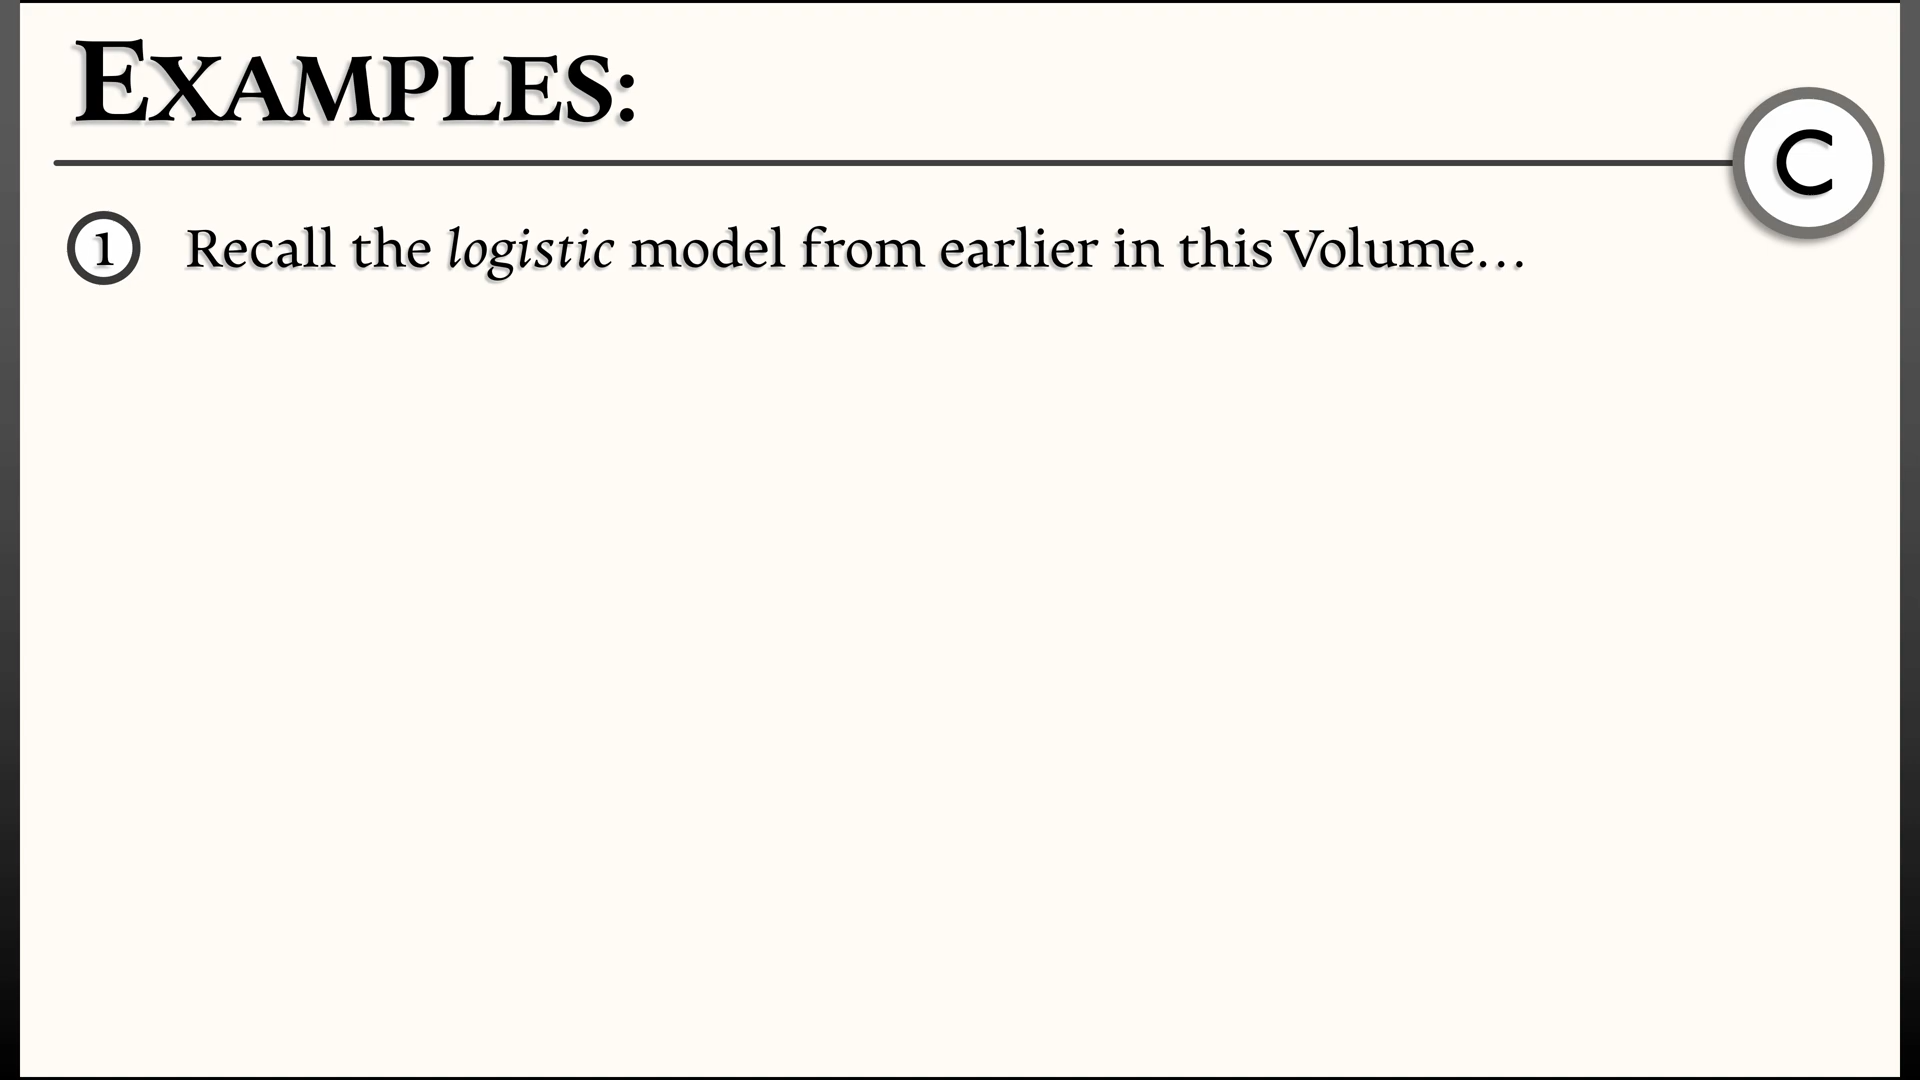 EXAMPLES:
C
1 Recall the logistic model from earlier in this Volume…